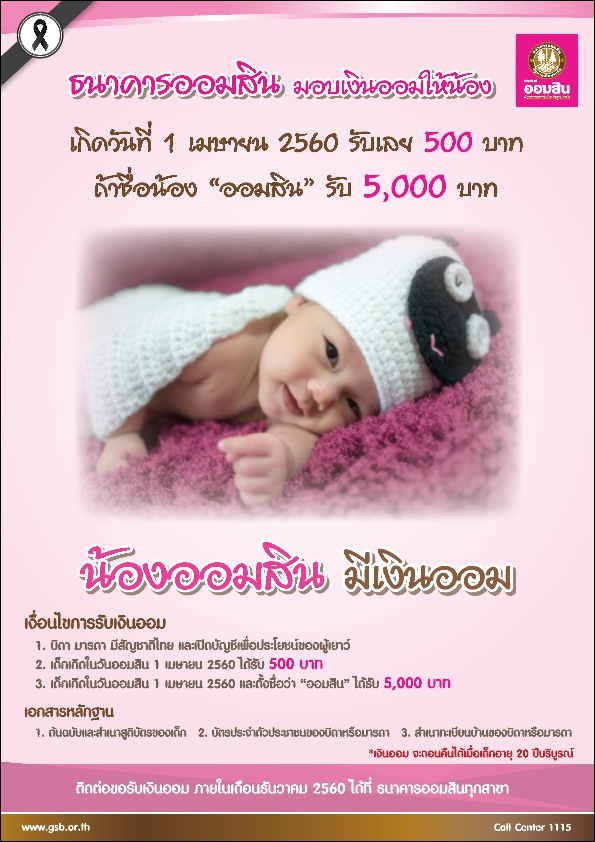 ธนาคารออมสิน มอบเงินออมให้น้อง
ออมสิน
เกิดวันที่ 1 เมษายน 2560 รับเลย 500 บาท
ถ้าชื่อน้อง “ออมสิน” รับ 5,000 บาท
น้องออมสิน มีเงินออม
เงื่อนไขการรับเงินออม
1. บิดา มารดา มีสัญชาติไทย และเปิดบัญชีเพื่อประโยชน์ของผู้เยาว์
2. เด็กเกิดในวันออมสิน 1 เมษายน 2560 ได้รับ 500 บาท
3. เด็กเกิดในวันออมสิน 1 เมษายน 2560 และตั้งชื่อว่า “ออมสิน” ได้รับ 5,000 บาท
เอกสารหลักฐาน
1. ต้นฉบับและสำเนาสูติบัตรของเด็ก 2. บัตรประจำตัวประชาชนของบิดาหรือมารดา 3. สำเนาทะเบียนบ้านของบิดาหรือมารดา
*เงินออม จะถอนคืนได้เมื่อเด็กอายุ 20 ปีบริบูรณ์
ติดต่อขอรับเงินออม ภายในเดือนธันวาคม 2560 ได้ที่ ธนาคารออมสินทุกสาขา
www.gsb.or.th Call Center 1115